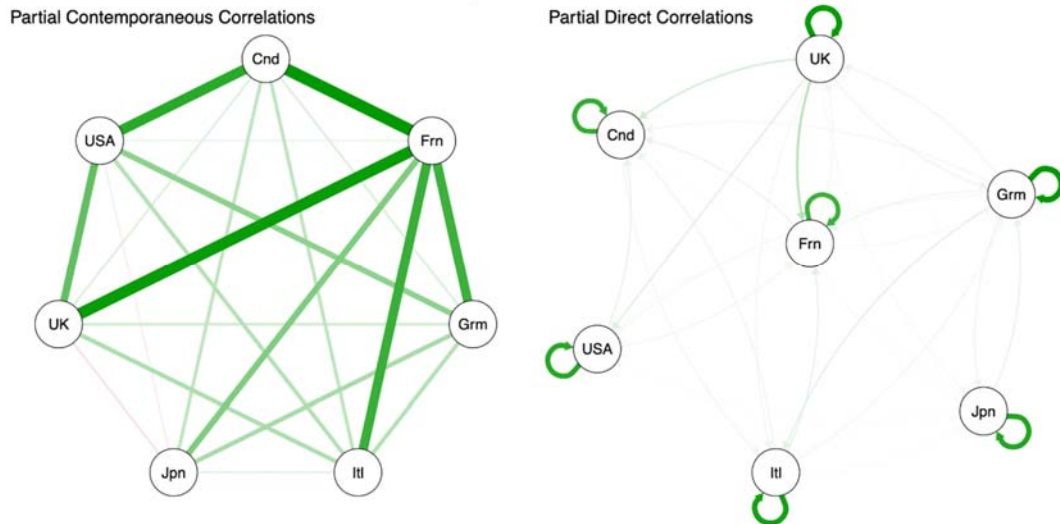 Partial Contemporaneous Correlations
Cnd
USA
Frn
UK
Grm
Jpn
Itl
Partial Direct Correlations
UK
Cnd
Grm
Frn
USA
Jpn
Itl